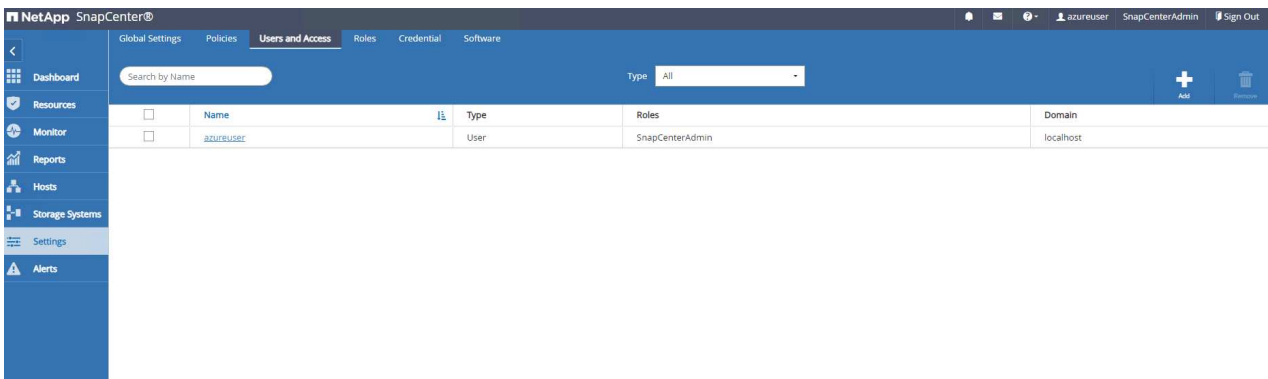 NetApp SnapCenter®
azureuser SnapCenterAdmin Sign Out
Global Settings Policies Users and Access Roles Credential Software
Search by Name
Type All
Add
Remove
Dashboard
Resources
Monitor
Reports
Hosts
Storage Systems
Settings
Alerts
Name Type Roles Domain
azureuser User SnapCenterAdmin localhost